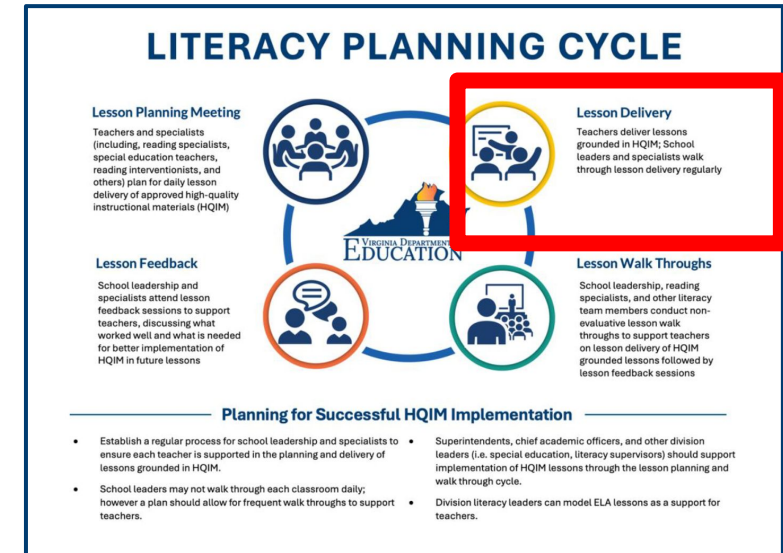 LITERACY PLANNING CYCLE
Lesson Planning Meeting
Teachers and specialists
(including, reading specialists,
special education teachers,
reading interventionists, and
others) plan for daily lesson
delivery of approved high-quality
instructional materials (HQIM)
Lesson Delivery
Teachers deliver lessons
grounded in HQIM; School
leaders and specialists walk
through lesson delivery regularly
VIRGINIA DEPARTMENT
EDUCATION
Lesson Feedback
School leadership and
specialists attend lesson
feedback sessions to support
teachers, discussing what
worked well and what is needed
for better implementation of
HQIM in future lessons
Lesson Walk Throughs
School leadership, reading
specialists, and other literacy
team members conduct non-
evaluative lesson walk
throughs to support teachers
on lesson delivery of HQIM
grounded lessons followed by
lesson feedback sessions
Planning for Successful HQIM Implementation
• Establish a regular process for school leadership and specialists to
ensure each teacher is supported in the planning and delivery of
lessons grounded in HQIM.
• School leaders may not walk through each classroom daily;
however a plan should allow for frequent walk throughs to support
teachers.
• Superintendents, chief academic officers, and other division
leaders (i.e. special education, literacy supervisors) should support
implementation of HQIM lessons through the lesson planning and
walk through cycle.
• Division literacy leaders can model ELA lessons as a support for
teachers.